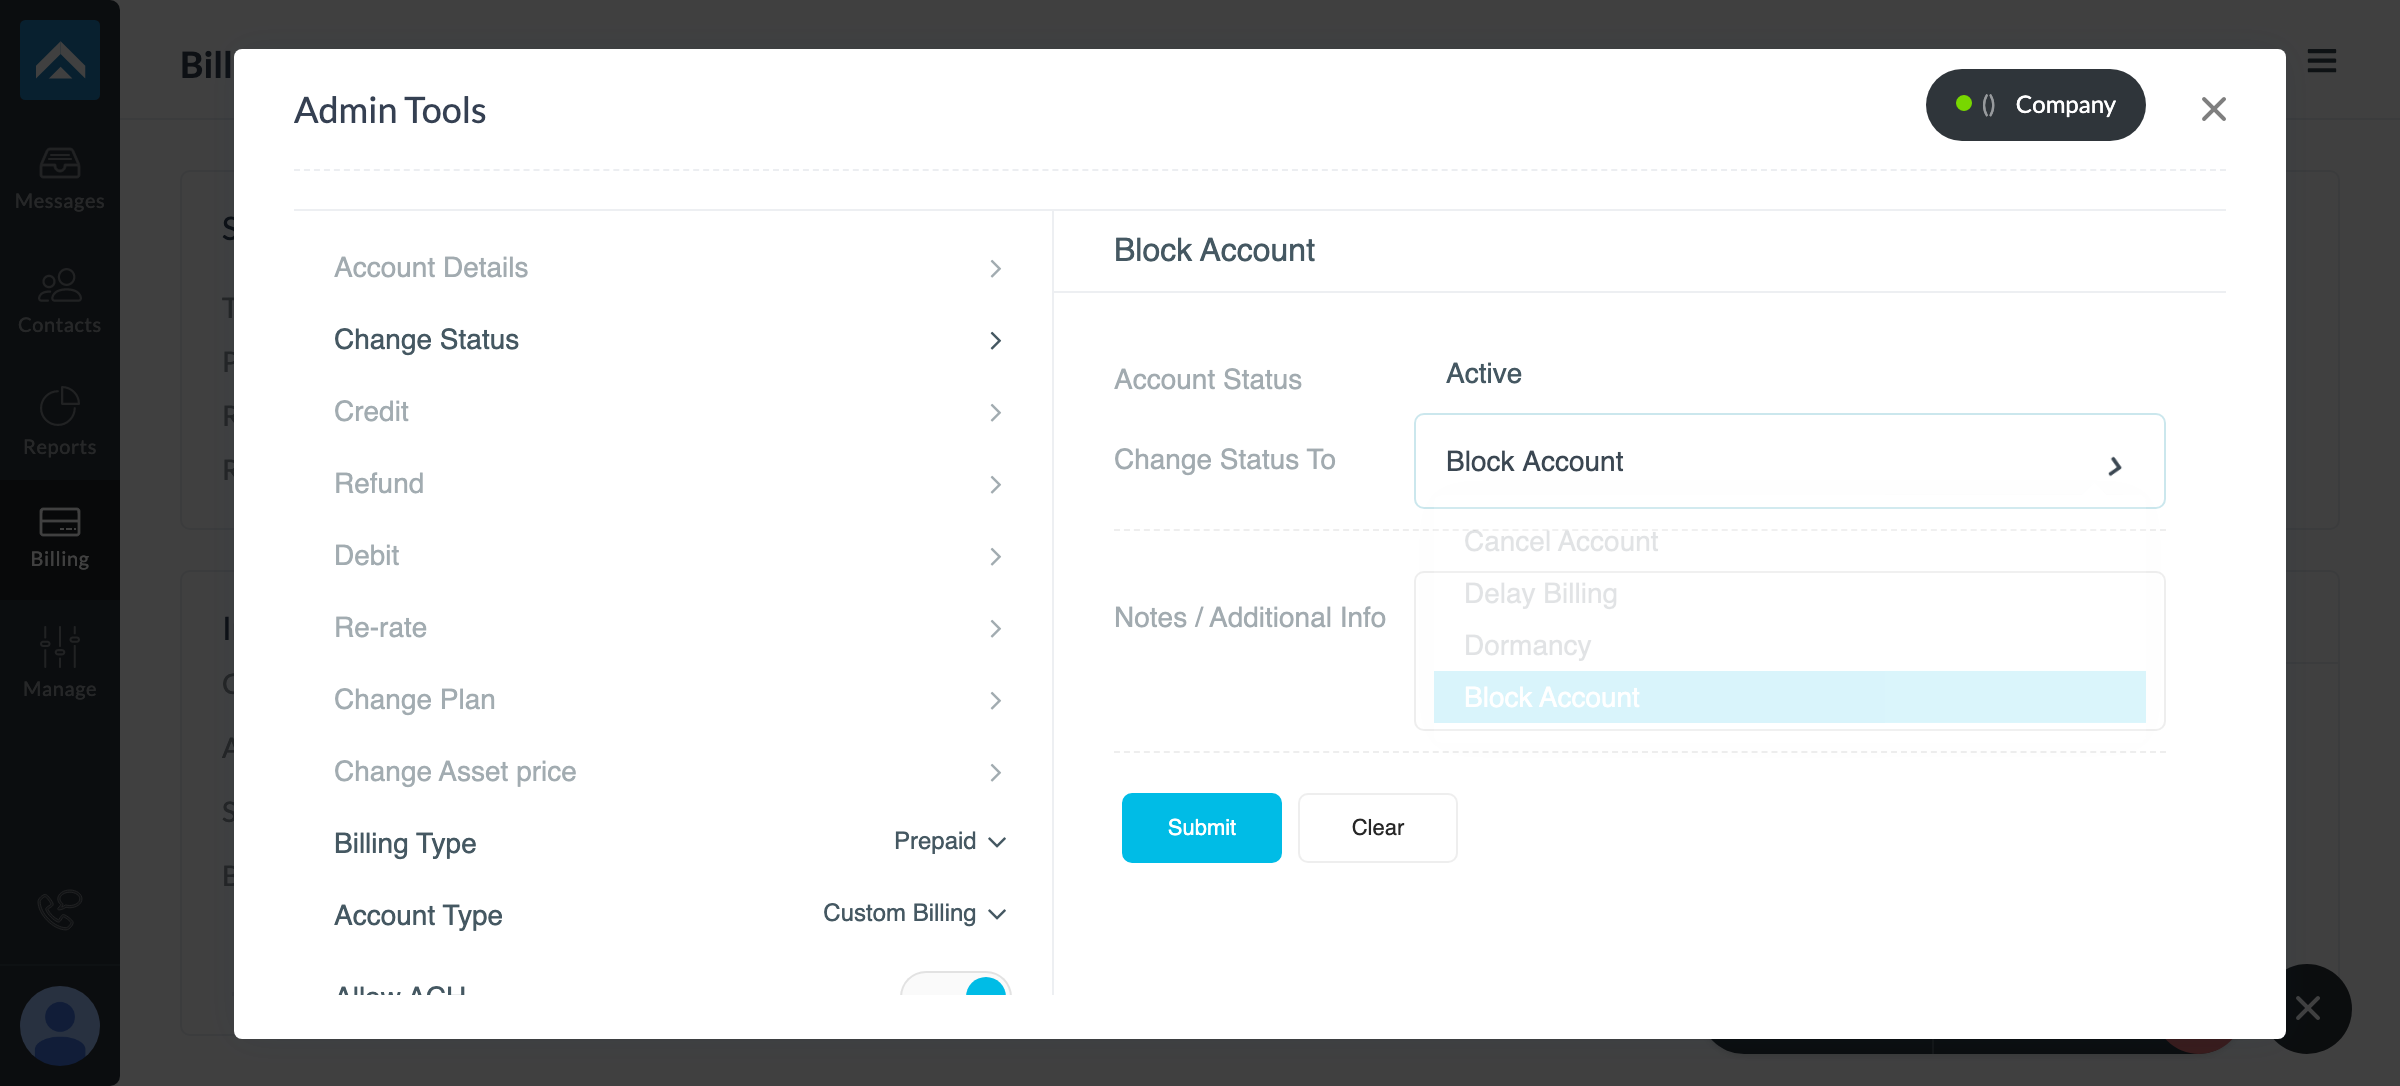 Bill
Admin Tools
() Company
Messages
Contacts
Reports
Billing
Manage
Account Details
Change Status
Credit
Refund
Debit
Re-rate
Change Plan
Change Asset price
Billing Type Prepaid
Account Type Custom Billing
Allow ACH
Block Account
Account Status Active
Change Status To Block Account
Cancel Account
Delay Billing
Notes / Additional Info
Dormancy
Block Account
Submit Clear